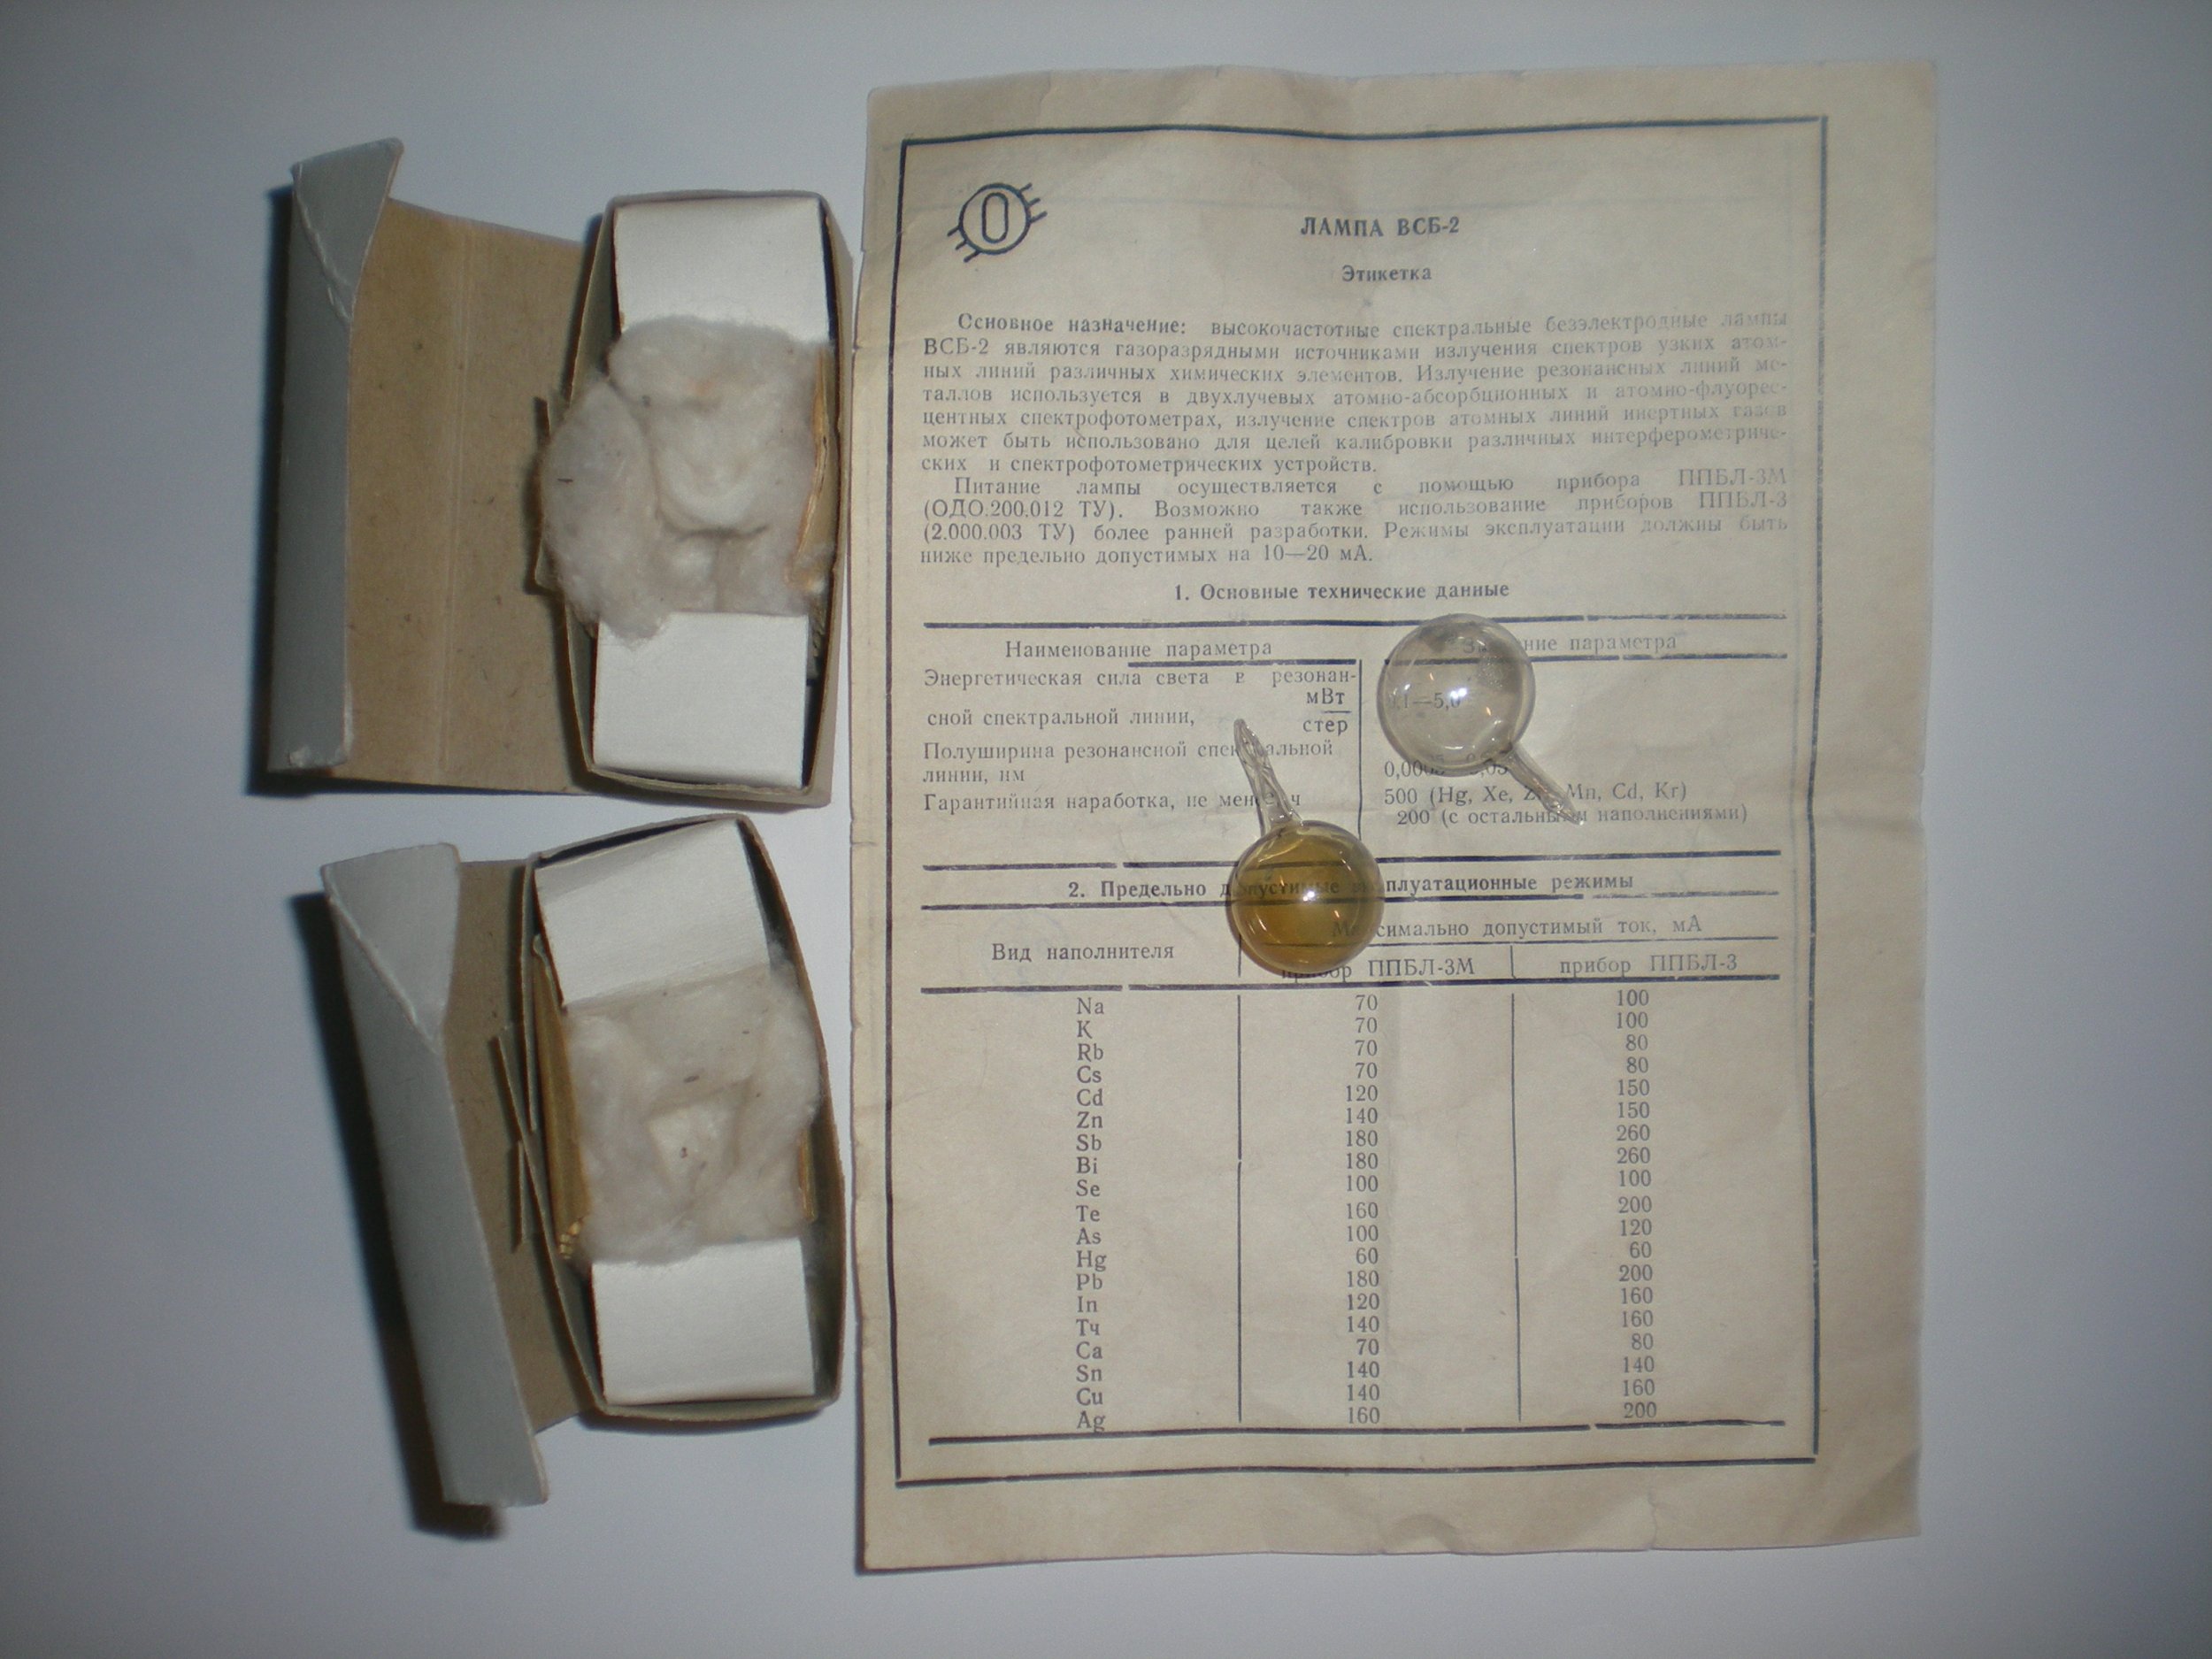 ЛАМПА ВСБ-2
Этикетка
Основное назначение: высокочастотные спектральные безэлектродные лампы
ВСБ-2 являются газоразрядными источниками излучения спектров узких атом-
ных линий различных химических элементов. Излучение резонансных линий ме-
таллов используется в двухлучевых атомно-абсорбционных и атомно-флуорес-
центных спектрофотометрах, излучение спектров атомных линий инертных газов
может быть использовано для целей калибровки различных интерферометриче-
ских и спектрофотометрических устройств.
Питание лампы осуществляется с помощью прибора ППБЛ-3М
(ОДО.200.012 ТУ). Возможно также использование приборов ППБЛ-3
(2.000.003 ТУ) более ранней разработки. Режимы эксплуатации должны быть
ниже предельно допустимых на 10—20 мА.
1. Основные технические данные
Наименование параметра параметра
Энергетическая сила света в резонан-
сной спектральной линии, мВт
стер
Полуширина резонансной
линии, нм
Гарантийная наработка, не ч
500 (Hg, Xe, Mn, Cd, Kr)
200 (с наполнениями)
2. Предельно допустимые эксплуатационные режимы
Вид наполнителя Максимально допустимый ток, мА
прибор ППБЛ-3М прибор ППБЛ-3
Na 70 100
K 70 100
Rb 70 80
Cs 70 80
Cd 120 150
Zn 140 150
Sb 180 260
Bi 180 260
Se 100 100
Te 160 200
As 100 120
Hg 60 60
Pb 180 200
In 120 160
Тч 140 160
Ca 70 80
Sn 140 140
Cu 140 160
Ag 160 200